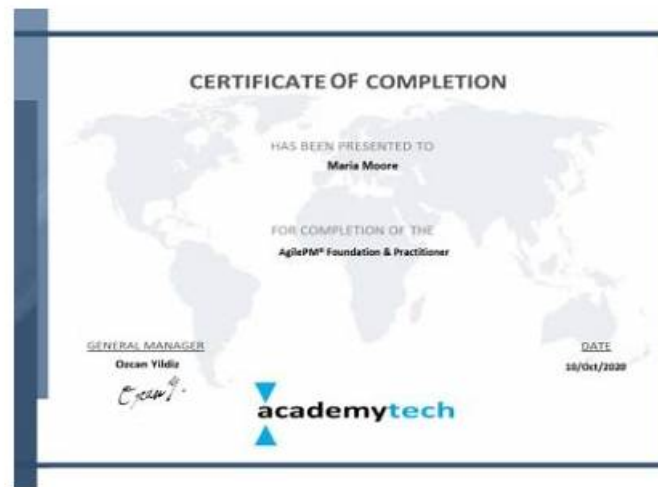 CERTIFICATE OF COMPLETION
HAS BEEN PRESENTED TO
Maria Moore
FOR COMPLETION OF THE
AgilePM® Foundation & Practitioner
GENERAL MANAGER
Ozcan Yildiz
DATE
10/Oct/2020
academytech